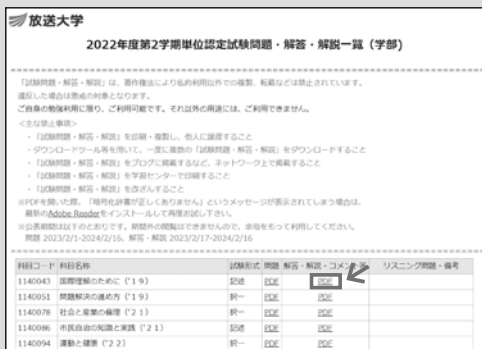 放送大学
2022年度第2学期単位認定試験問題・解答・解説一覧（学部）
「試験問題・解答・解説」は、著作権法により私的利用以外での複製、転載などは禁止されています。
違反した場合は懲戒の対象となります。
ご自身の勉強利用に限り、ご利用可能です。それ以外の用途には、ご利用できません。
<主な禁止事項>
・「試験問題・解答・解説」を印刷・複製し、他人に譲渡すること
・ダウンロードツール等を用いて、一度に複数の「試験問題・解答・解説」をダウンロードすること
・「試験問題・解答・解説」をブログに掲載するなど、ネットワーク上で掲載すること
・「試験問題・解答・解説」を学習センターで印刷すること
・「試験問題・解答・解説」を改ざんすること
※PDFを開いた際、「暗号化辞書が正しくありません」というメッセージが表示されてしまう場合は、
最新のAdobe Readerをインストールして再度お試し下さい。
※公表期間は以下のとおりです。期間外の閲覧はできませんので、余裕をもって利用してください。
問題 2023/2/1-2024/2/16、解答・解説 2023/2/17-2024/2/16
科目コード 科目名称 試験形式 問題 解答・解説・コメント等 リスニング問題・備考
1140043 国際理解のために（'１９） 記述 PDF PDF
1140051 問題解決の進め方（'１９） 択一 PDF PDF
1140078 社会と産業の倫理（'２１） 択一 PDF PDF
1140086 市民自治の知識と実践（'２１） 記述 PDF PDF
1140094 運動と健康（'２２） 択一 PDF PDF